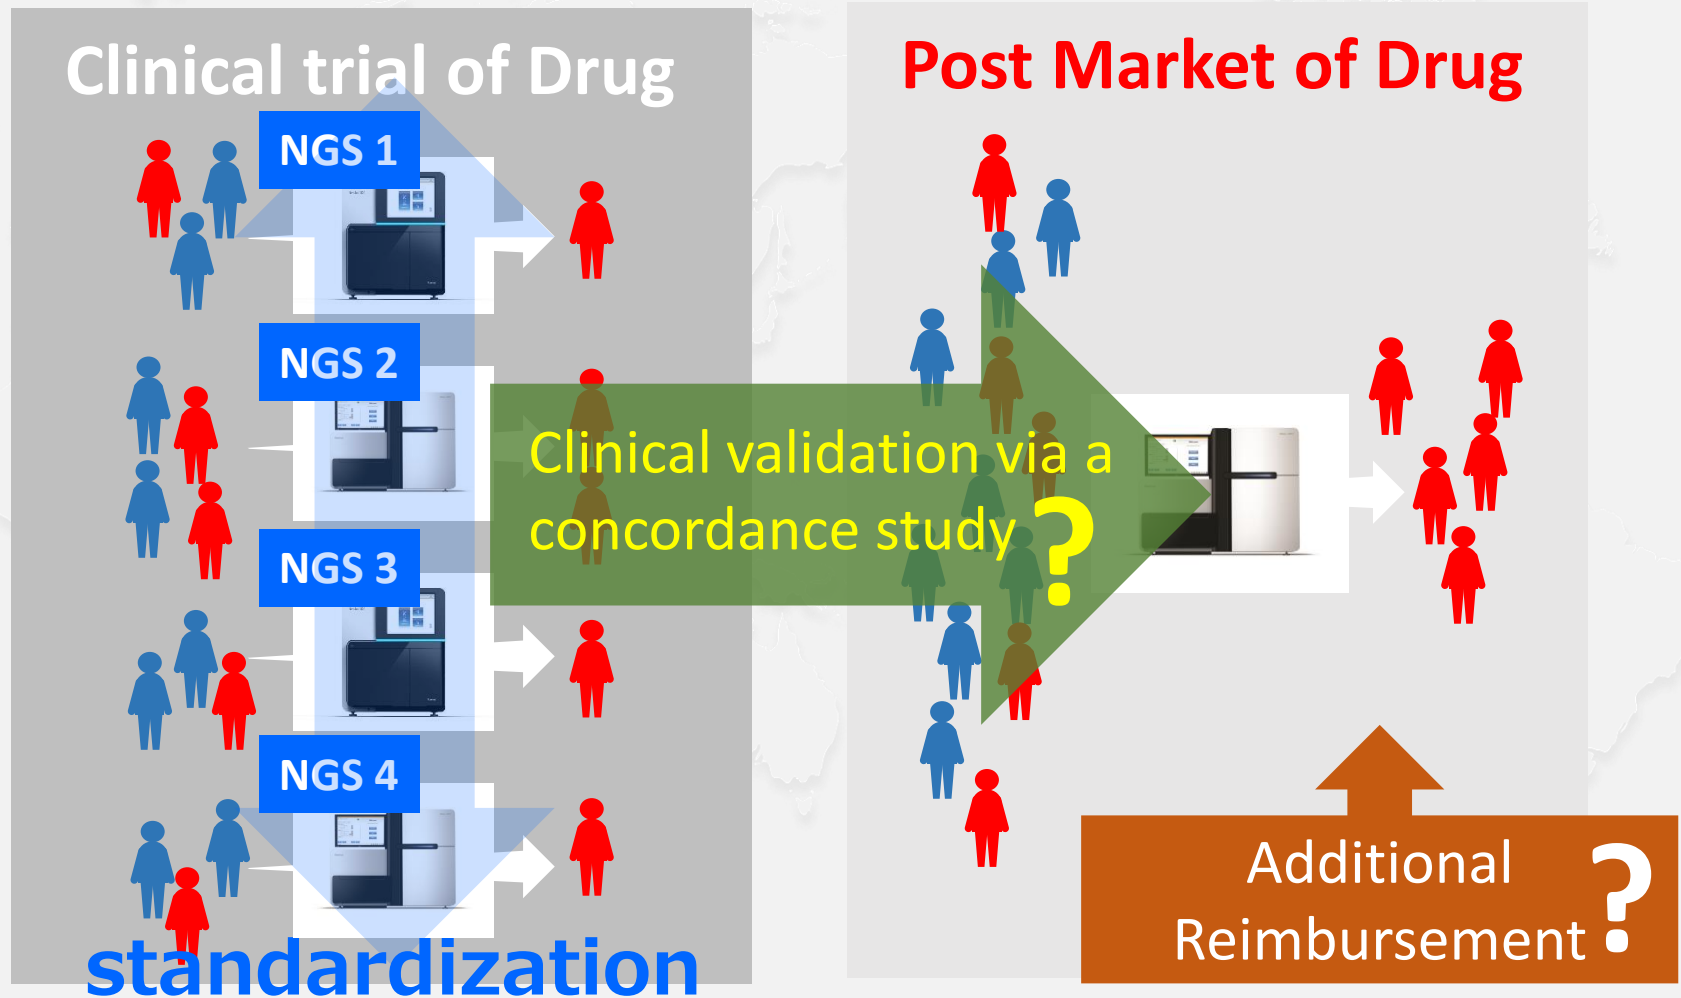 Clinical trial of Drug
NGS 1
NGS 2
NGS 3
NGS 4
standardization
Clinical validation via a
concordance study ?
Post Market of Drug
Additional
Reimbursement ?